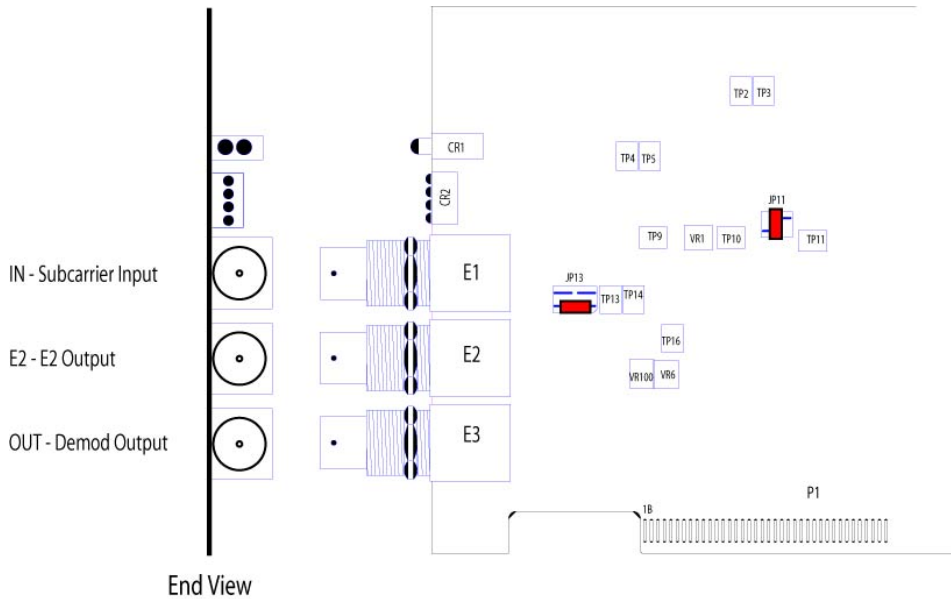 TP2 TP3
CR1
TP4 TP5
CR2
JP11
TP9 VR1 TP10 TP11
IN - Subcarrier Input
E1
JP13
TP13 TP14
TP16
E2 - E2 Output
E2
VR100 VR6
OUT - Demod Output
E3
P1
1B
End View